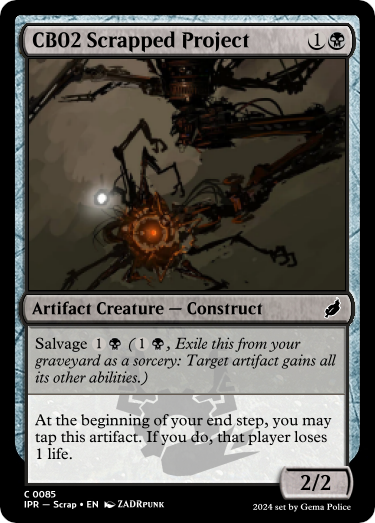 CB02 Scrapped Project 1
Artifact Creature — Construct
Salvage 1 (1, Exile this from your
graveyard as a sorcery: Target artifact gains all
its other abilities.)
At the beginning of your end step, you may
tap this artifact. If you do, that player loses
1 life.
2/2
C 0085
IPR — Scrap • EN ZADRPUNK
2024 set by Gema Police